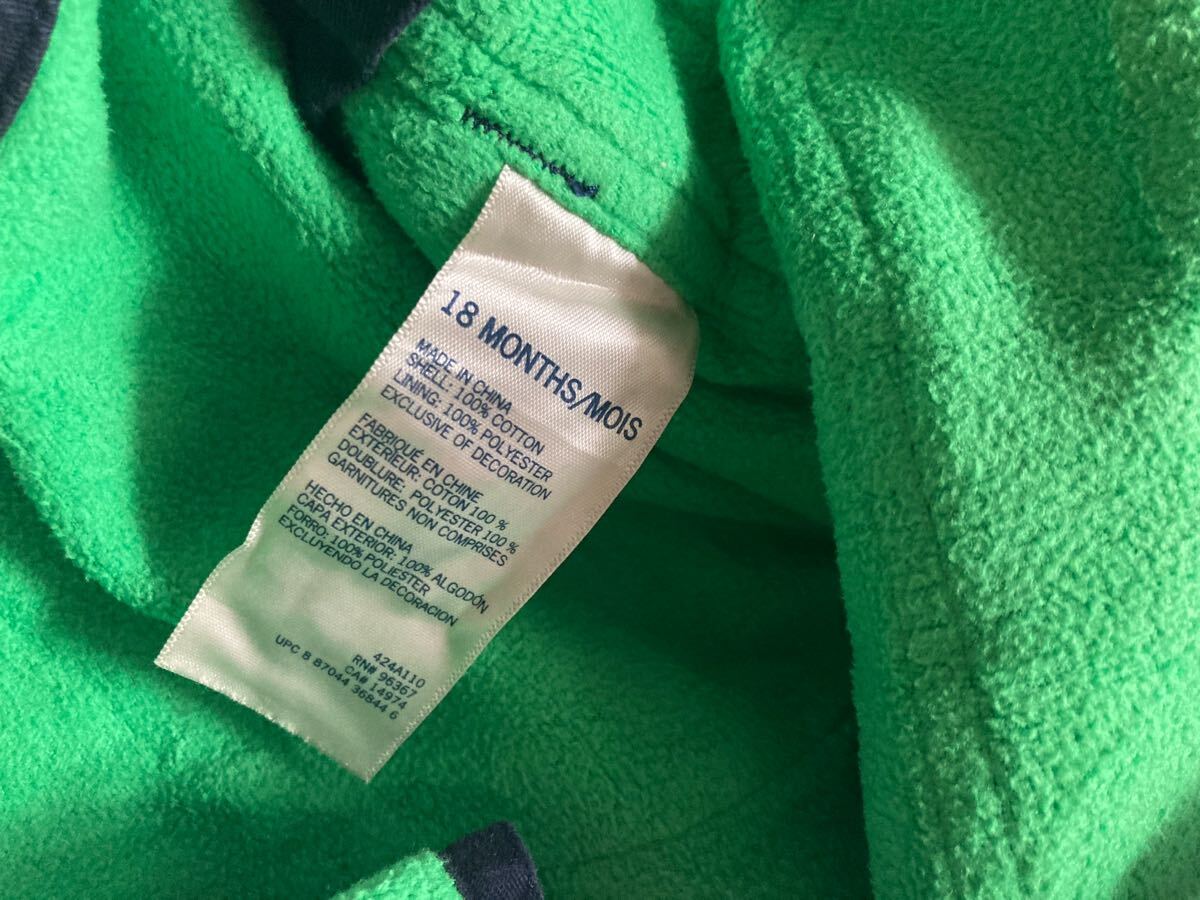 18 MONTHS/MOIS
MADE IN CHINA
SHELL: 100% COTTON
LINING: 100% POLYESTER
EXCLUSIVE OF DECORATION
FABRIQUÉ EN CHINE
EXTERIEUR: COTON 100 %
DOUBLURE: POLYESTER 100 %
GARNITURES NON COMPRISES
HECHO EN CHINA
CAPA EXTERIOR: 100% ALGODÓN
FORRO: 100% POLIESTER
EXCLUYENDO LA DECORACION
424A110
RN# 96367
CA# 14974
UPC 8 87044 36844 6